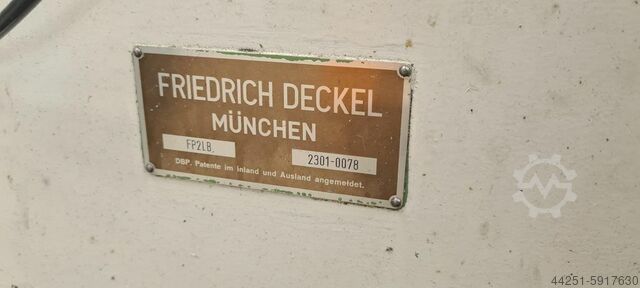 FRIEDRICH DECKEL
MÜNCHEN
FP2LB. 2301-0078
DBP. Patente im Inland und Ausland angemeldet.
44251-5917630